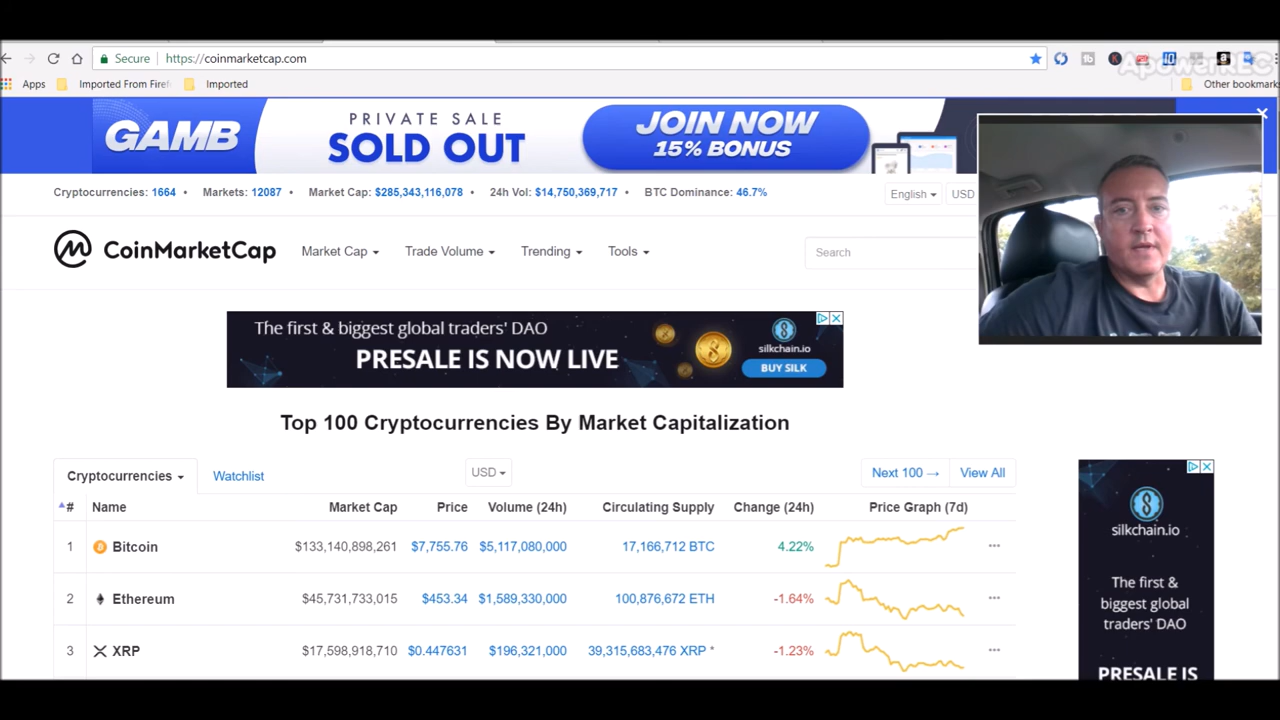 ApowerREC
Secure https://coinmarketcap.com
Apps Imported From Firef Imported Other bookmark
GAMB
PRIVATE SALE
SOLD OUT
JOIN NOW
15% BONUS
Cryptocurrencies: 1664 • Markets: 12087 • Market Cap: $285,343,116,078 • 24h Vol: $14,750,369,717 • BTC Dominance: 46.7%
English USD
CoinMarketCap Market Cap Trade Volume Trending Tools Search
The first & biggest global traders' DAO
PRESALE IS NOW LIVE
silkchain.io
BUY SILK
Top 100 Cryptocurrencies By Market Capitalization
Cryptocurrencies Watchlist USD Next 100 → View All
# Name Market Cap Price Volume (24h) Circulating Supply Change (24h) Price Graph (7d)
1 Bitcoin $133,140,898,261 $7,755.76 $5,117,080,000 17,166,712 BTC 4.22%
2 Ethereum $45,731,733,015 $453.34 $1,589,330,000 100,876,672 ETH -1.64%
3 XRP $17,598,918,710 $0.447631 $196,321,000 39,315,683,476 XRP * -1.23%
silkchain.io
The first &
biggest global
traders' DAO
PRESALE IS